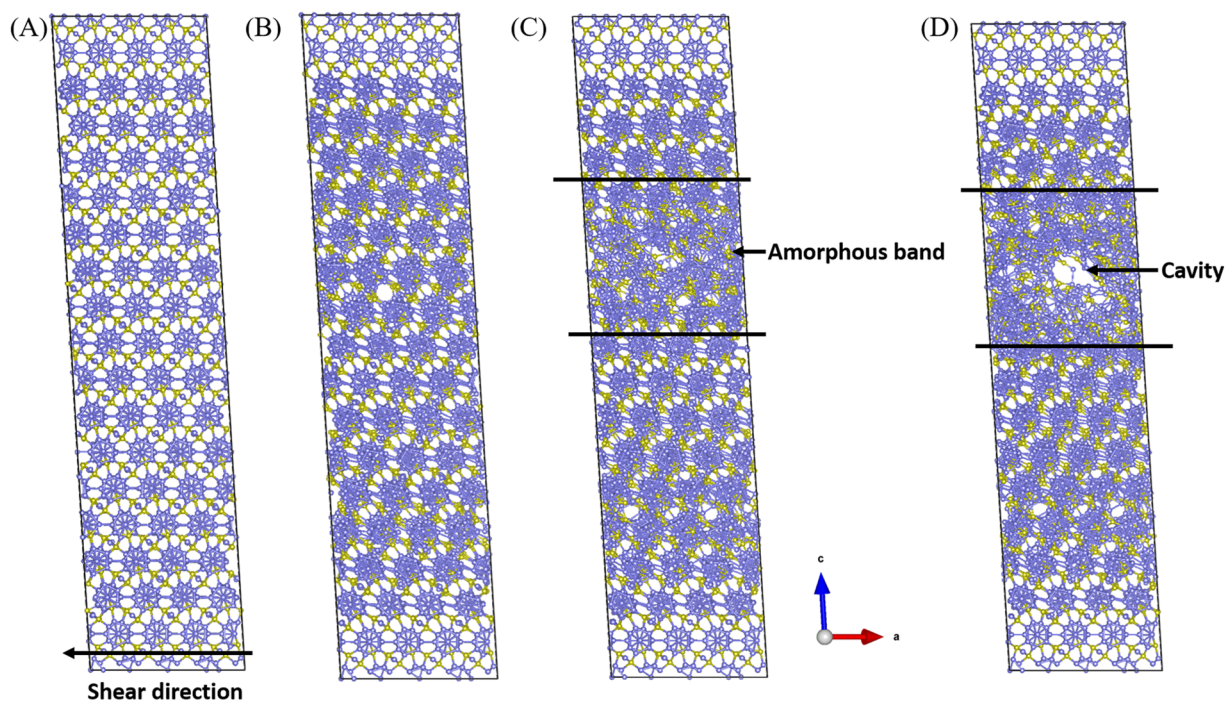 (A)
(B)
(C)
(D)
Amorphous band
Cavity
c
a
Shear direction